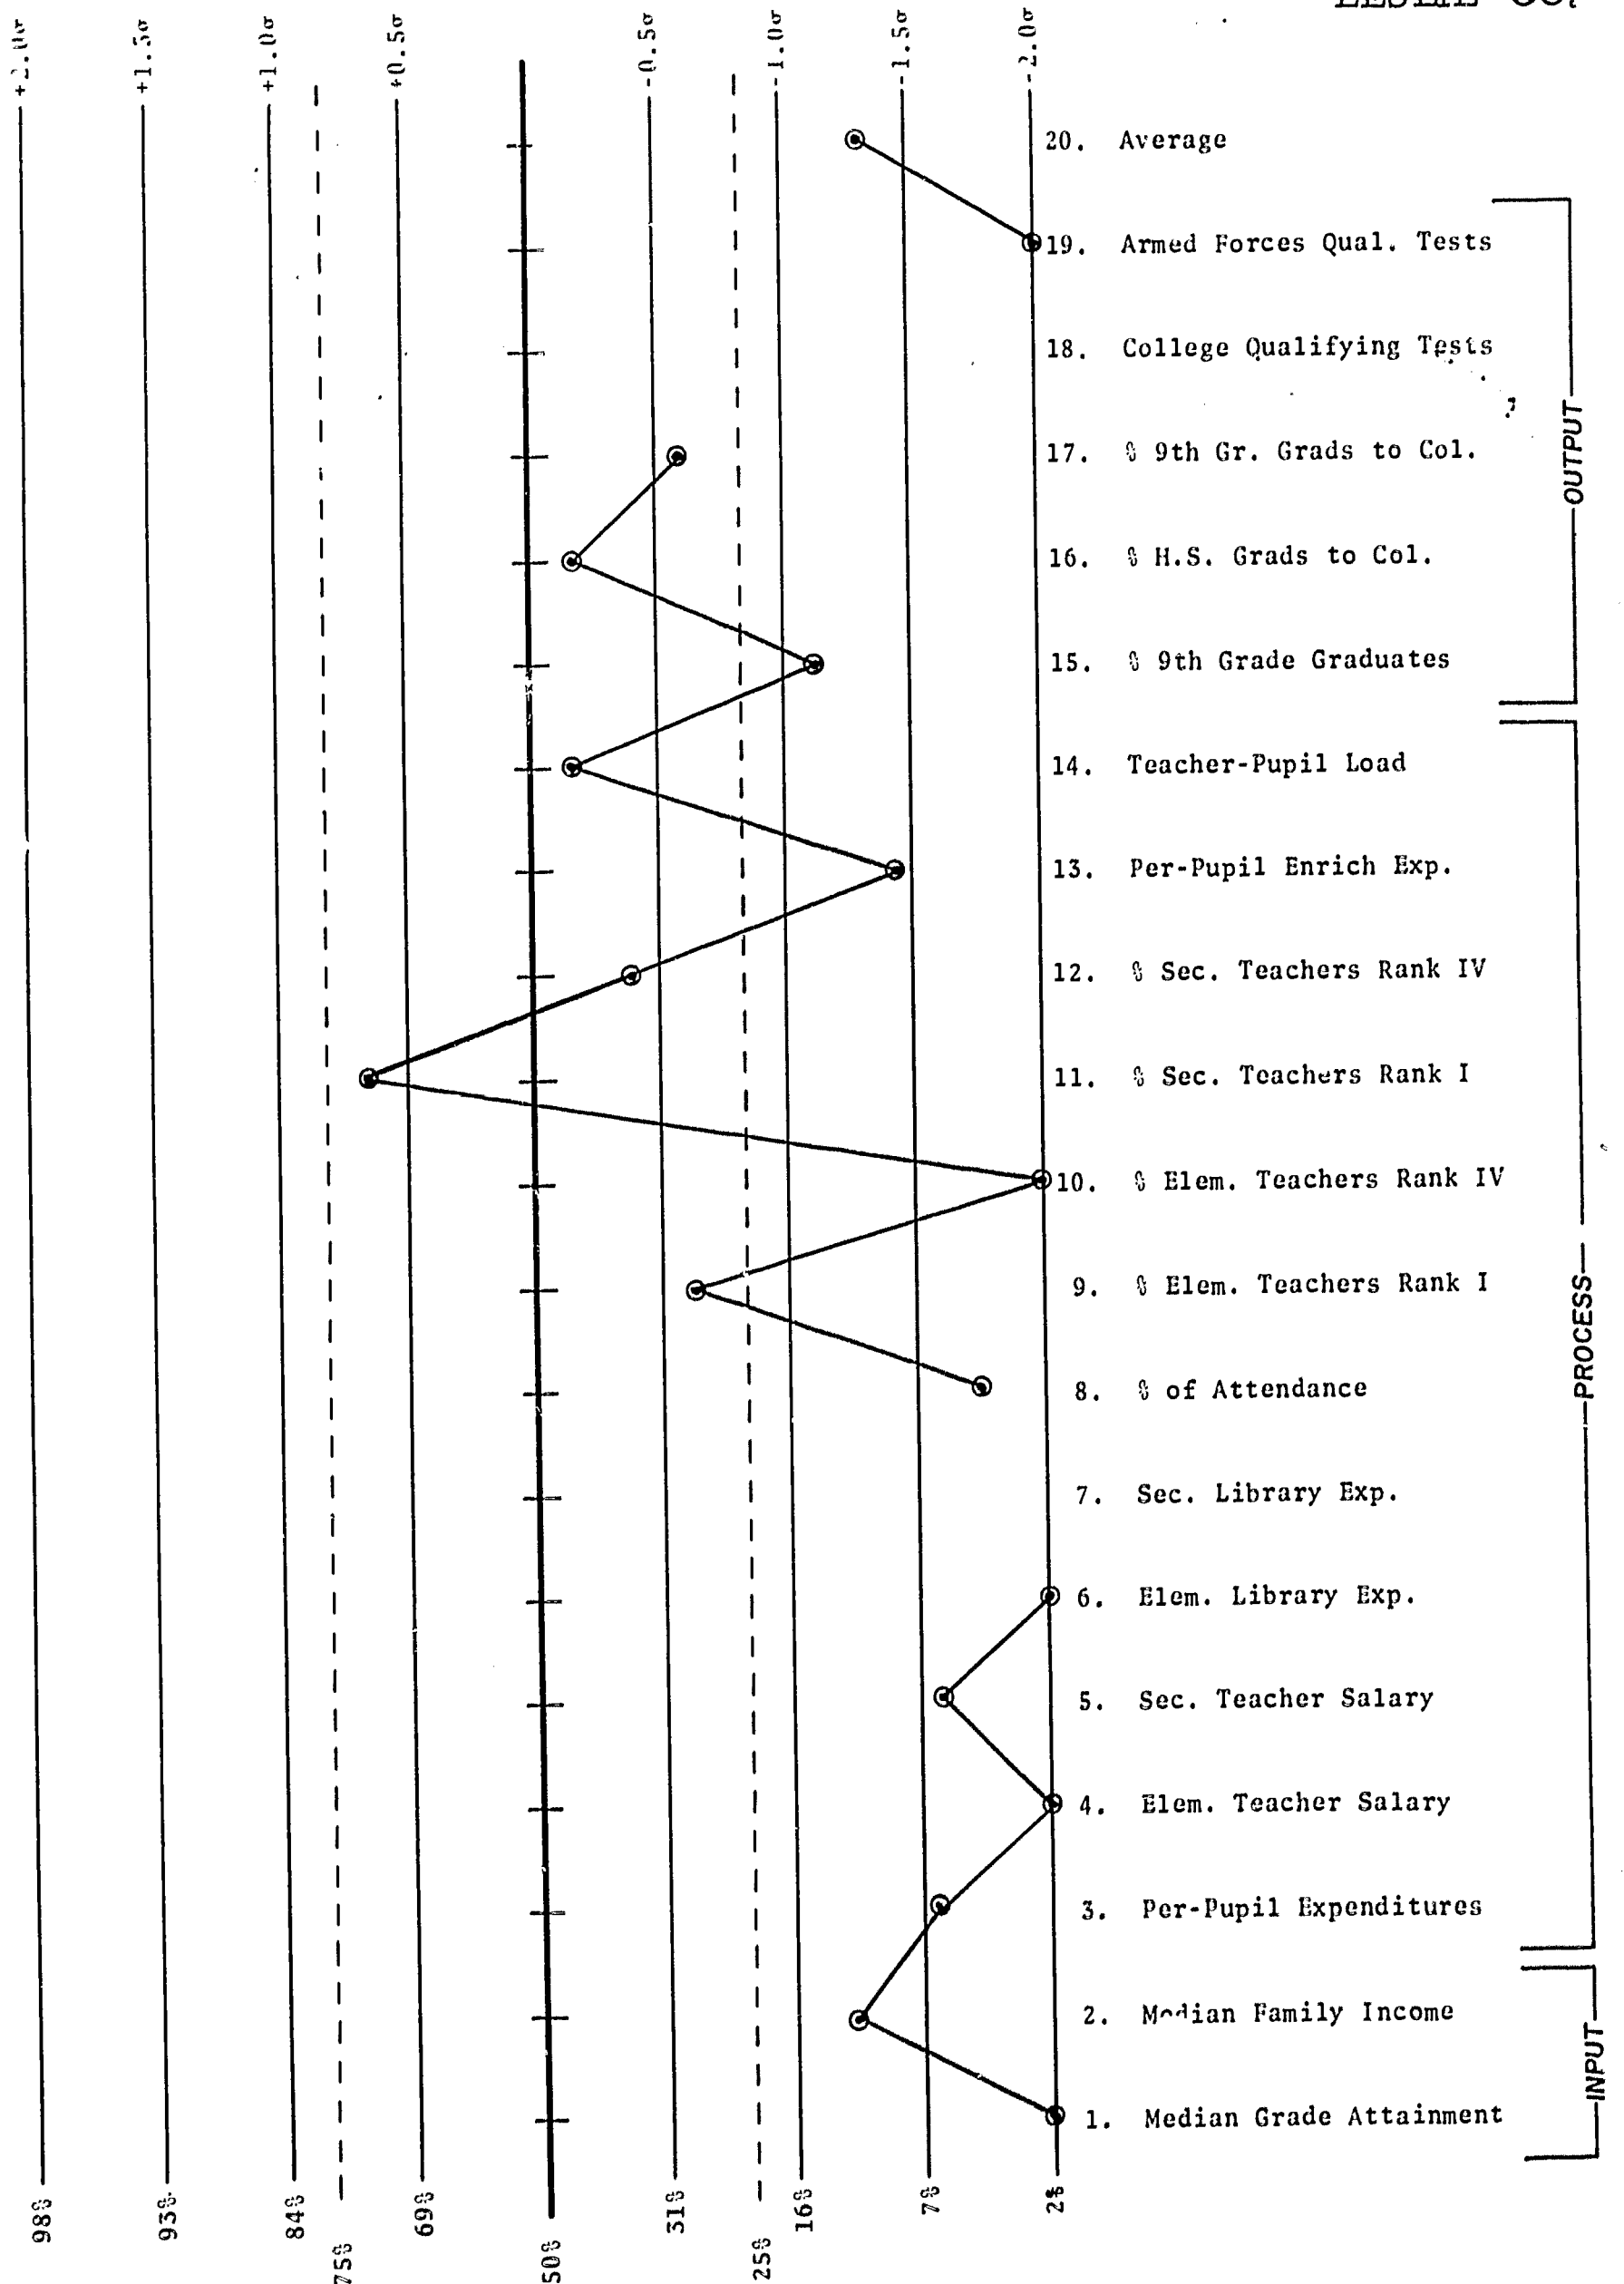 LESLIE CO.
+2.0σ +1.5σ +1.0σ +0.5σ -0.5σ -1.0σ -1.5σ -2.0σ
20. Average
19. Armed Forces Qual. Tests
18. College Qualifying Tests
17. % 9th Gr. Grads to Col.
16. % H.S. Grads to Col.
15. % 9th Grade Graduates
14. Teacher-Pupil Load
13. Per-Pupil Enrich Exp.
12. % Sec. Teachers Rank IV
11. % Sec. Teachers Rank I
10. % Elem. Teachers Rank IV
9. % Elem. Teachers Rank I
8. % of Attendance
7. Sec. Library Exp.
6. Elem. Library Exp.
5. Sec. Teacher Salary
4. Elem. Teacher Salary
3. Per-Pupil Expenditures
2. Median Family Income
1. Median Grade Attainment
OUTPUT
PROCESS
INPUT
98% 93% 84% 75% 69% 50% 31% 25% 16% 7% 2%